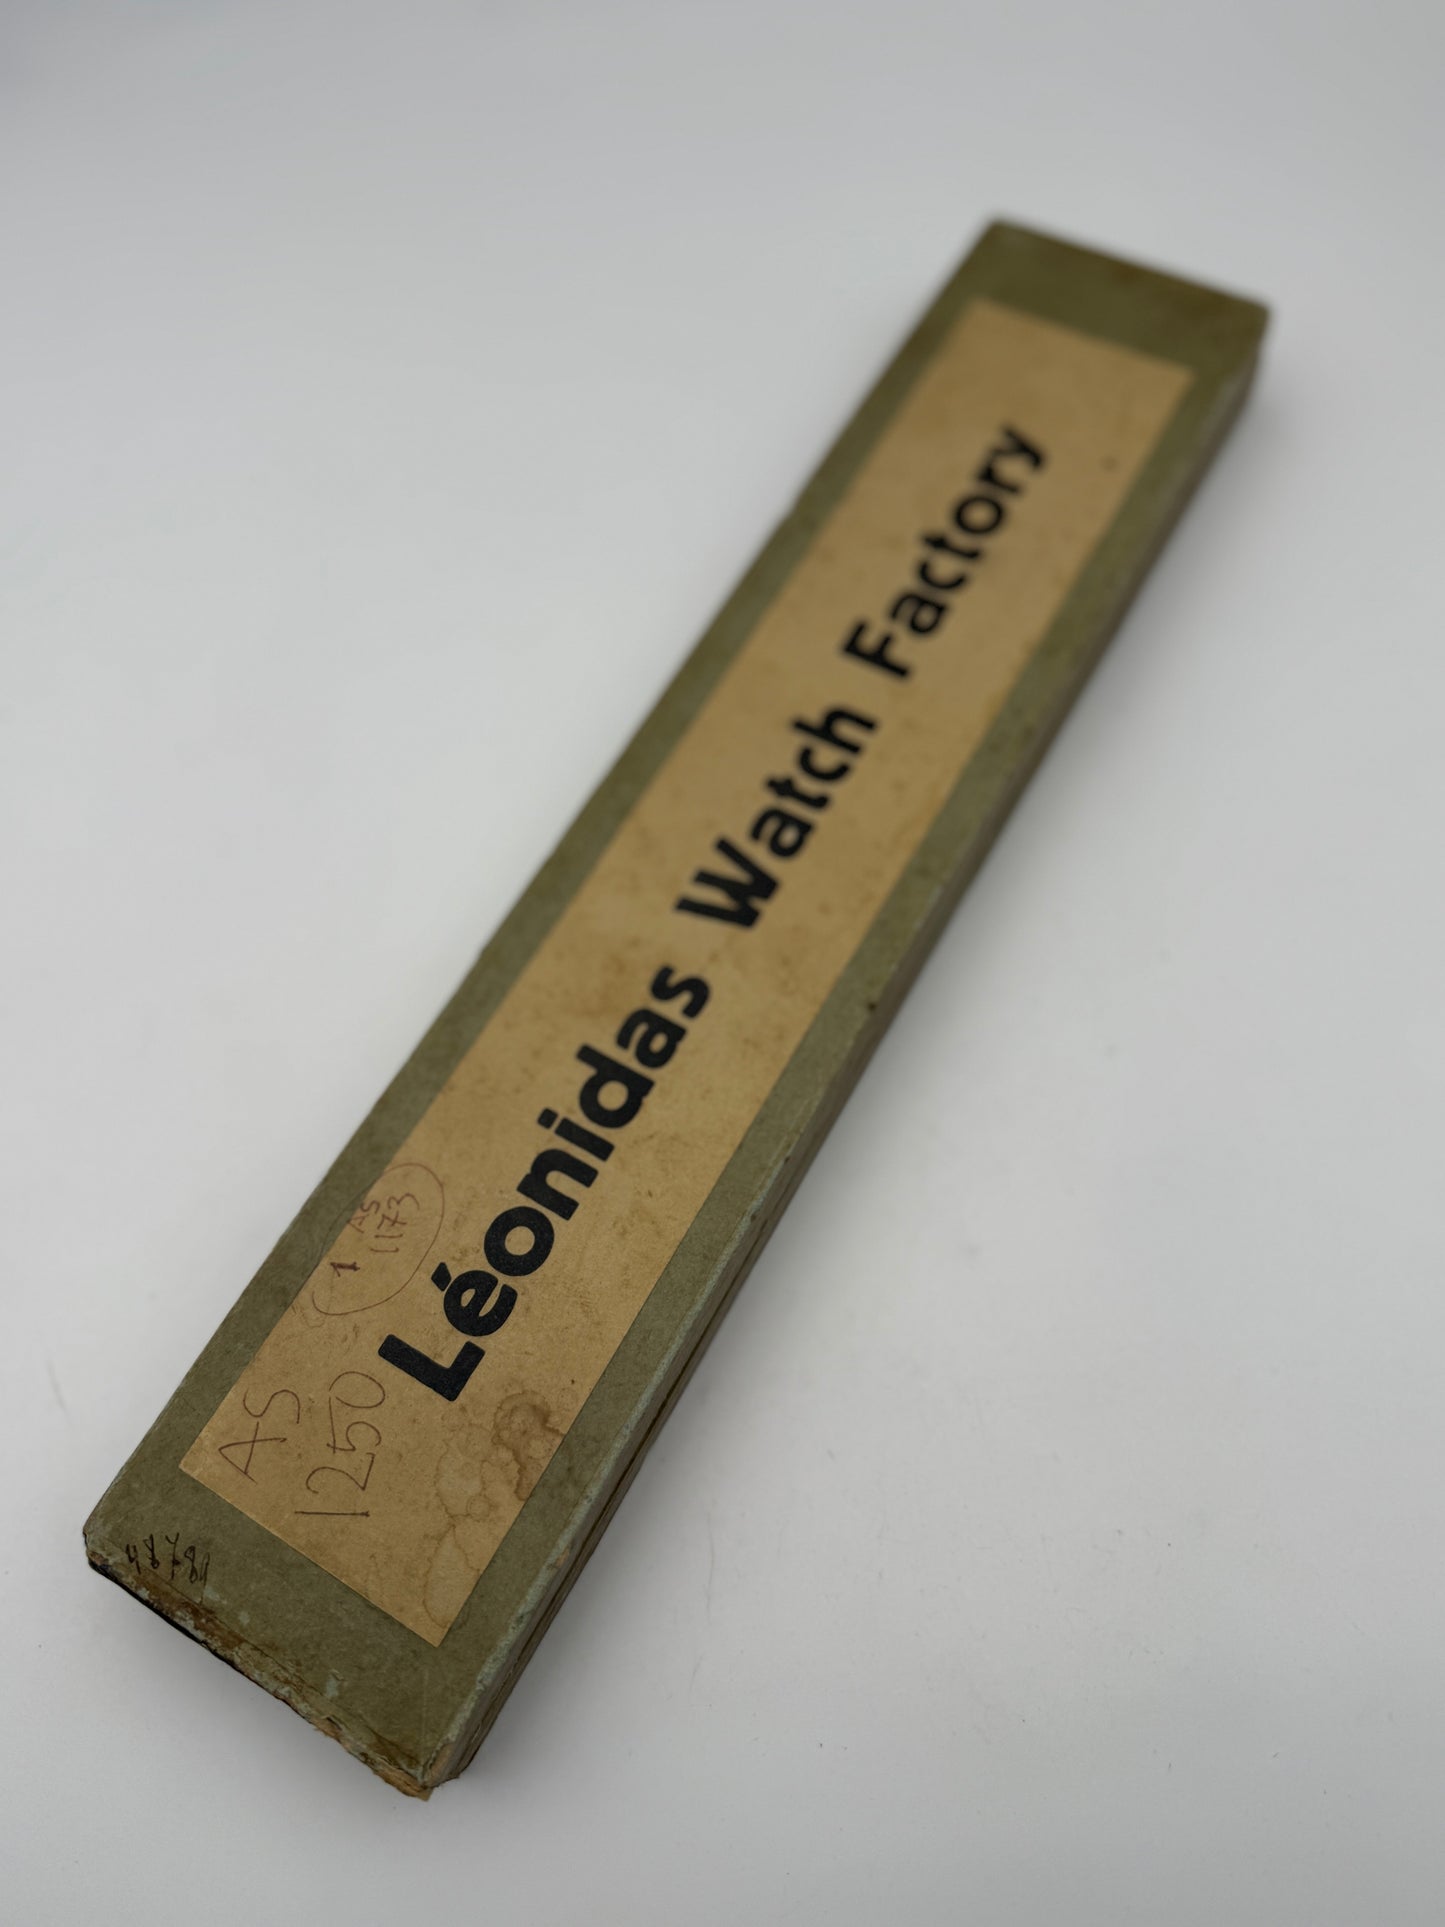 Léonidas Watch Factory
1 AS
1173
AS
1250